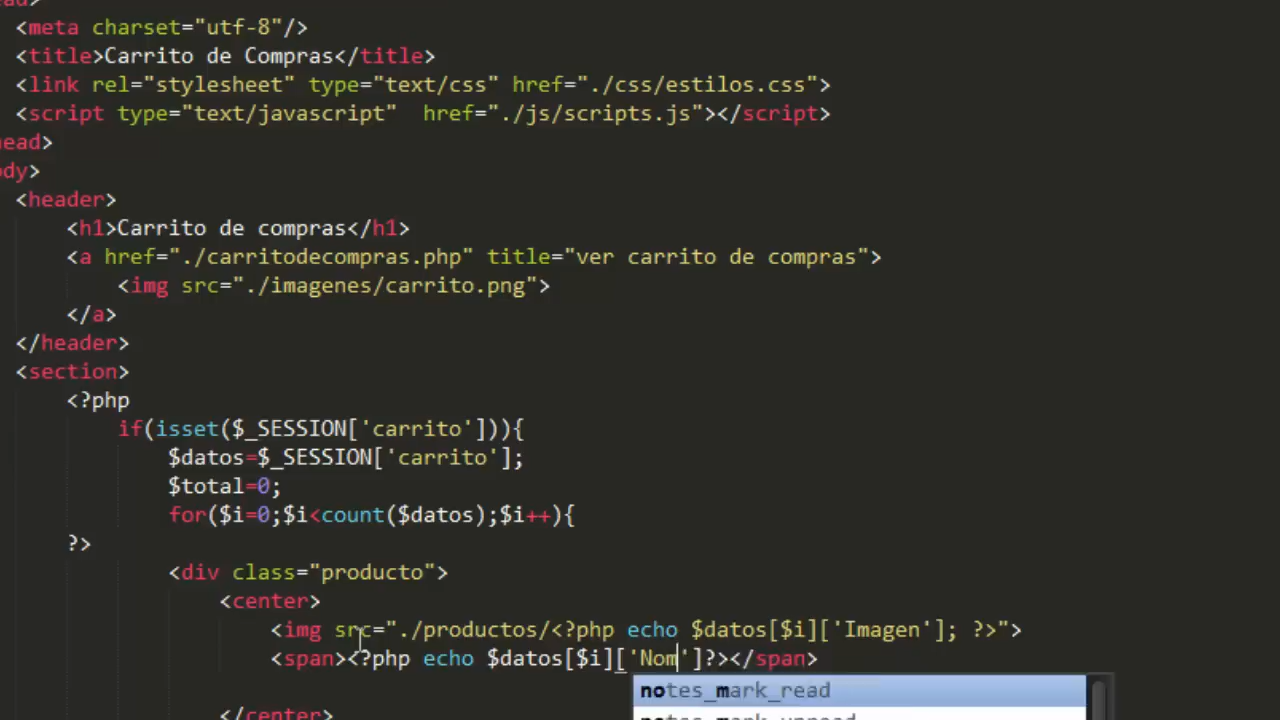 ead>
<meta charset="utf-8"/>
<title>Carrito de Compras</title>
<link rel="stylesheet" type="text/css" href="./css/estilos.css">
<script type="text/javascript"  href="./js/scripts.js"></script>
head>
ody>
<header>
<h1>Carrito de compras</h1>
<a href="./carritodecompras.php" title="ver carrito de compras">
<img src="./imagenes/carrito.png">
</a>
</header>
<section>
<?php
if(isset($_SESSION['carrito'])){
$datos=$_SESSION['carrito'];
$total=0;
for($i=0;$i<count($datos);$i++){
?>
<div class="producto">
<center>
<img src="./productos/<?php echo $datos[$i]['Imagen']; ?>">
<span><?php echo $datos[$i]['Nom']?></span>
notes_mark_read
notes_mark_unread
</center>